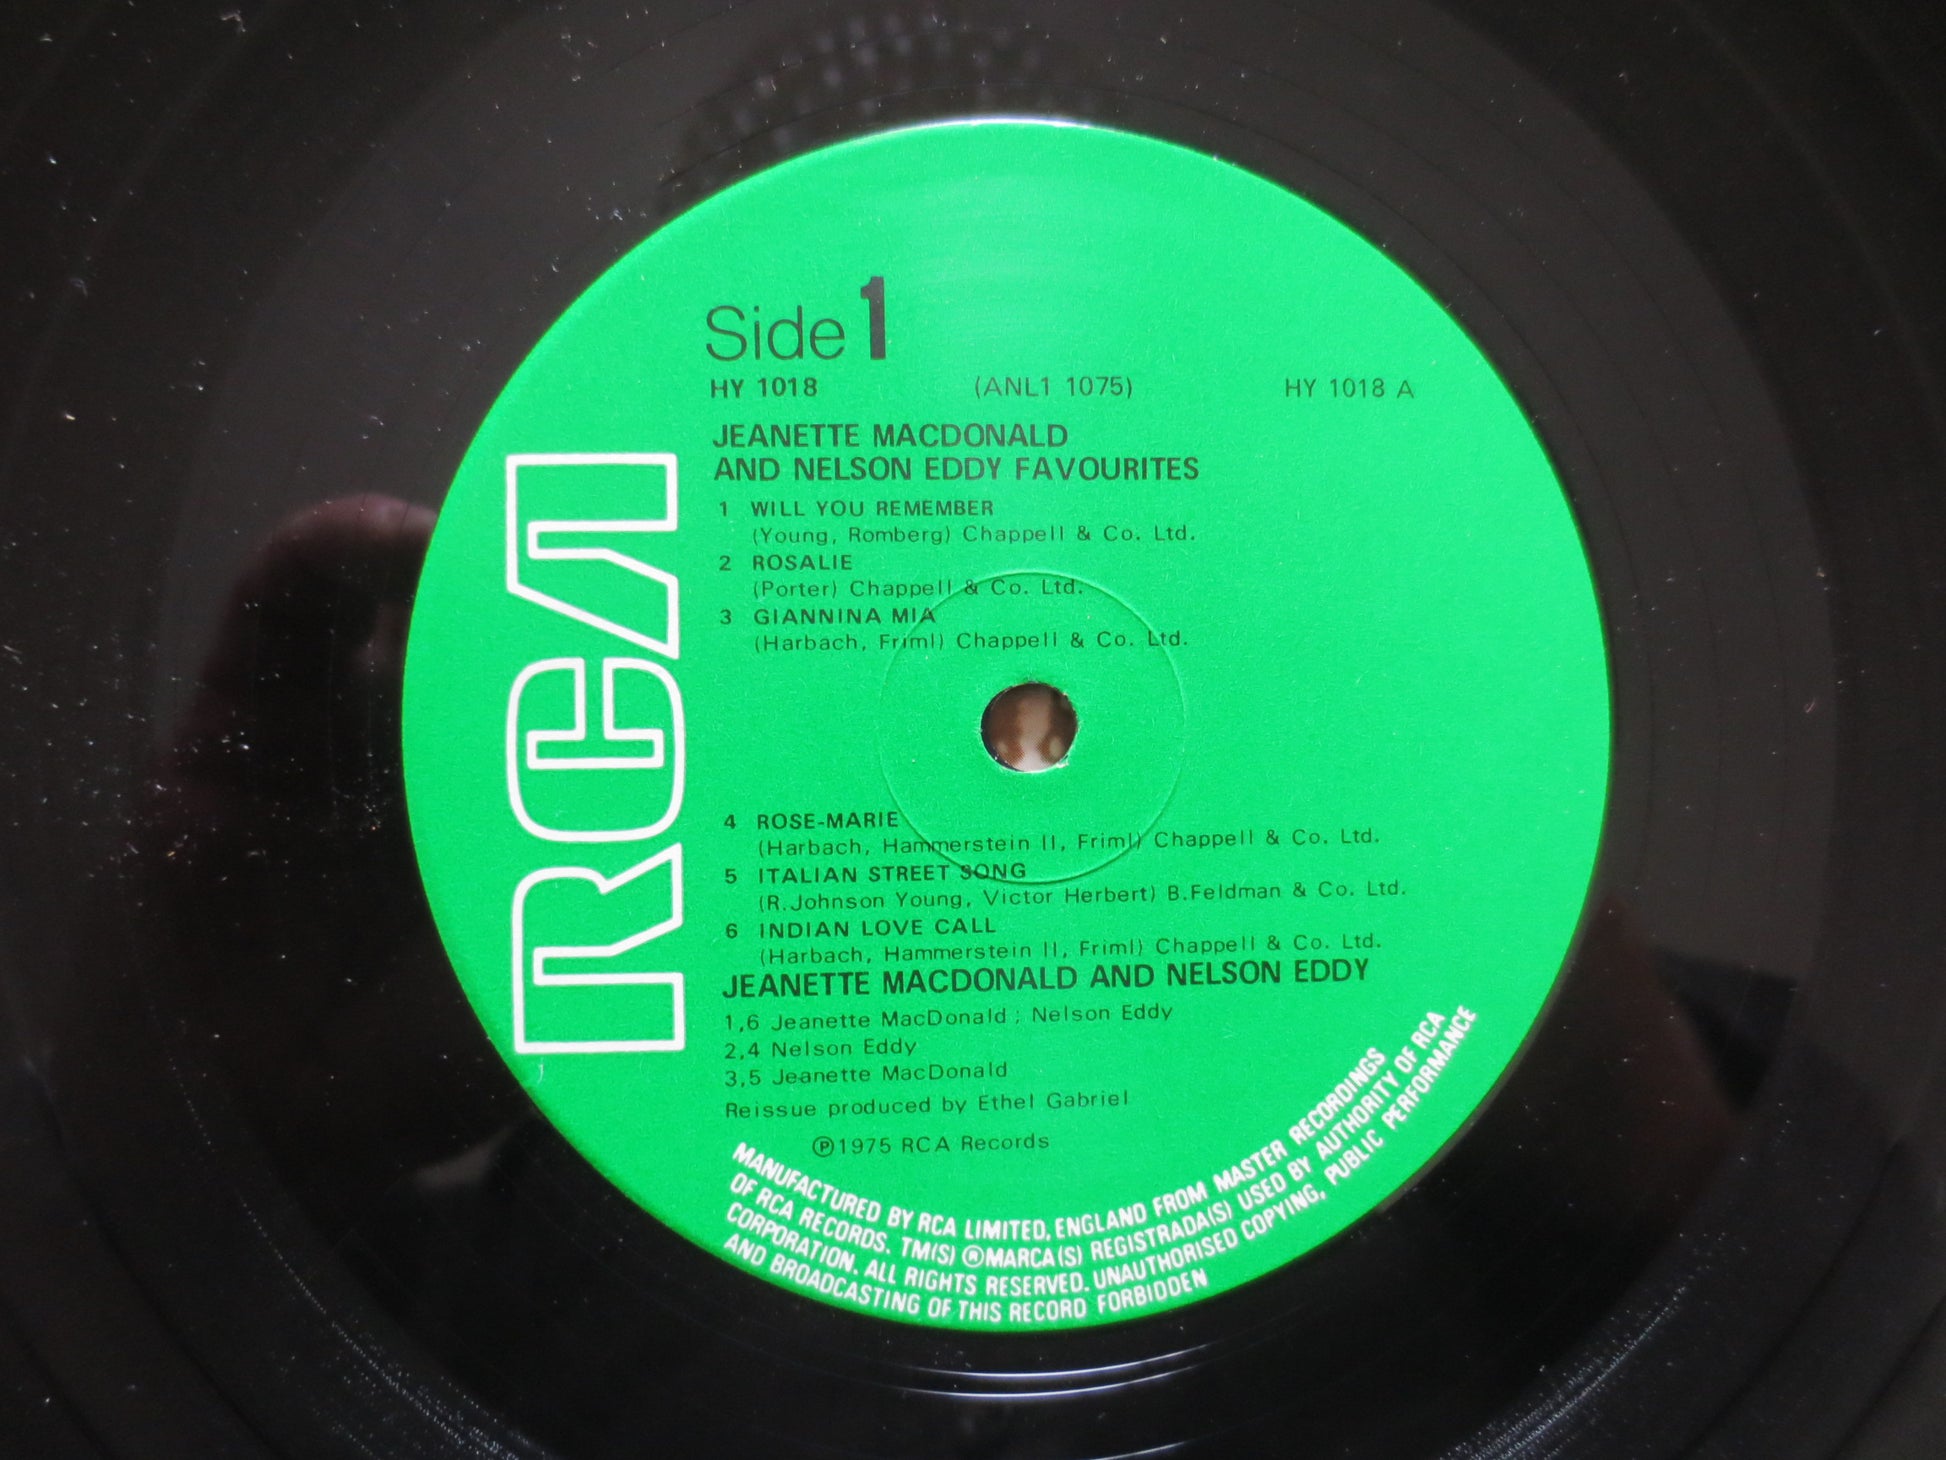 RCA
Side 1
HY 1018 (ANL1 1075) HY 1018 A
JEANETTE MACDONALD
AND NELSON EDDY FAVOURITES
1 WILL YOU REMEMBER
(Young, Romberg) Chappell & Co. Ltd.
2 ROSALIE
(Porter) Chappell & Co. Ltd.
3 GIANNINA MIA
(Harbach, Friml) Chappell & Co. Ltd.
4 ROSE-MARIE
(Harbach, Hammerstein II, Friml) Chappell & Co. Ltd.
5 ITALIAN STREET SONG
(R.Johnson Young, Victor Herbert) B.Feldman & Co. Ltd.
6 INDIAN LOVE CALL
(Harbach, Hammerstein II, Friml) Chappell & Co. Ltd.
JEANETTE MACDONALD AND NELSON EDDY
1,6 Jeanette MacDonald ; Nelson Eddy
2,4 Nelson Eddy
3,5 Jeanette MacDonald
Reissue produced by Ethel Gabriel
℗1975 RCA Records
MANUFACTURED BY RCA LIMITED, ENGLAND FROM MASTER RECORDINGS
OF RCA RECORDS. TM(S) ®MARCA(S) REGISTRADA(S) USED BY AUTHORITY OF RCA
CORPORATION. ALL RIGHTS RESERVED. UNAUTHORISED COPYING, PUBLIC PERFORMANCE
AND BROADCASTING OF THIS RECORD FORBIDDEN